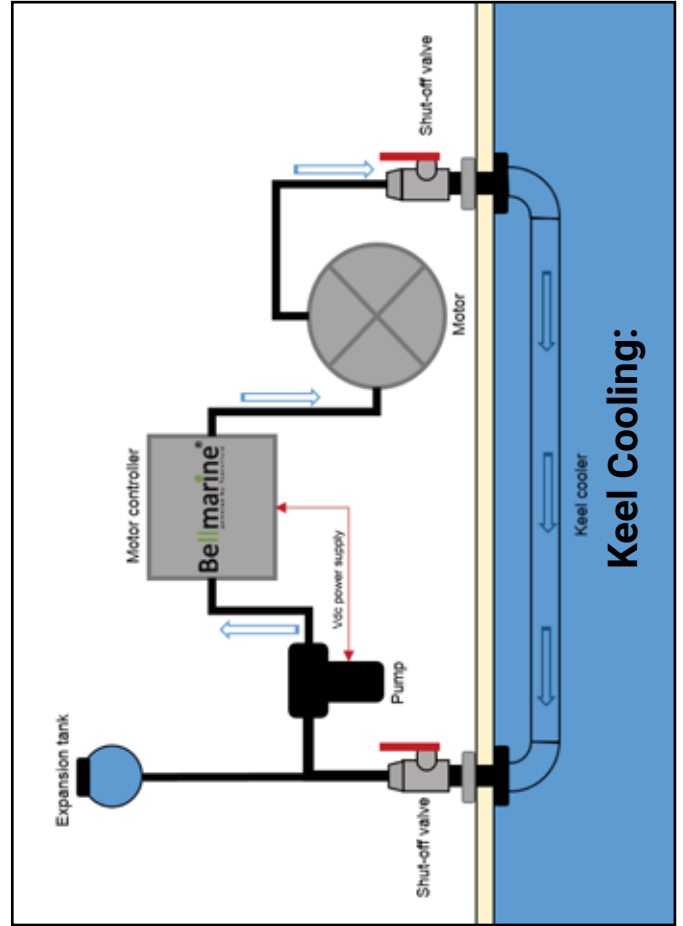 Expansion tank
Motor controller
Bellmarine®
Vdc power supply
Pump
Shut-off valve
Motor
Shut-off valve
Keel cooler
Keel Cooling: